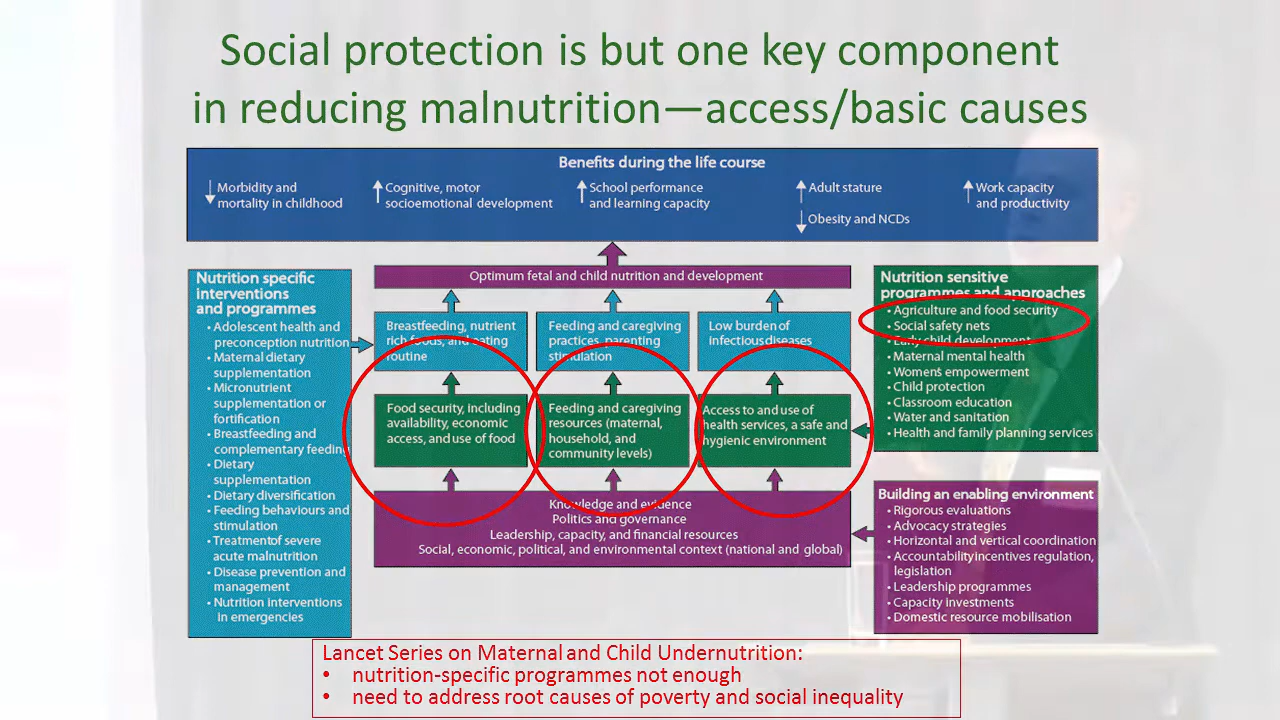 Social protection is but one key component
in reducing malnutrition—access/basic causes
Benefits during the life course
Morbidity and
mortality in childhood
Cognitive, motor
socioemotional development
School performance
and learning capacity
Adult stature
Obesity and NCDs
Work capacity
and productivity
Nutrition specific
interventions
and programmes
• Adolescent health and
preconception nutrition
• Maternal dietary
supplementation
• Micronutrient
supplementation or
fortification
• Breastfeeding and
complementary feeding
• Dietary
supplementation
• Dietary diversification
• Feeding behaviours and
stimulation
• Treatment of severe
acute malnutrition
• Disease prevention and
management
• Nutrition interventions
in emergencies
Optimum fetal and child nutrition and development
Breastfeeding, nutrient
rich foods, and eating
routine
Feeding and caregiving
practices, parenting
stimulation
Low burden of
infectious diseases
Food security, including
availability, economic
access, and use of food
Feeding and caregiving
resources (maternal,
household, and
community levels)
Access to and use of
health services, a safe and
hygienic environment
Knowledge and evidence
Politics and governance
Leadership, capacity, and financial resources
Social, economic, political, and environmental context (national and global)
Nutrition sensitive
programmes and approaches
• Agriculture and food security
• Social safety nets
• Early child development
• Maternal mental health
• Women's empowerment
• Child protection
• Classroom education
• Water and sanitation
• Health and family planning services
Building an enabling environment
• Rigorous evaluations
• Advocacy strategies
• Horizontal and vertical coordination
• Accountability incentives regulation,
legislation
• Leadership programmes
• Capacity investments
• Domestic resource mobilisation
Lancet Series on Maternal and Child Undernutrition:
• nutrition-specific programmes not enough
• need to address root causes of poverty and social inequality